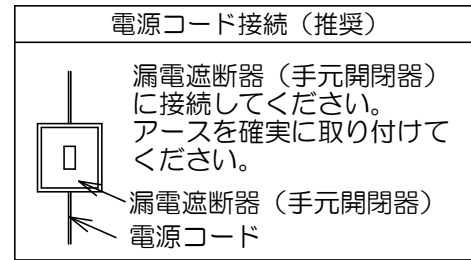 電源コード接続（推奨）
漏電遮断器（手元開閉器）
に接続してください。
アースを確実に取り付けて
ください。
漏電遮断器（手元開閉器）
電源コード